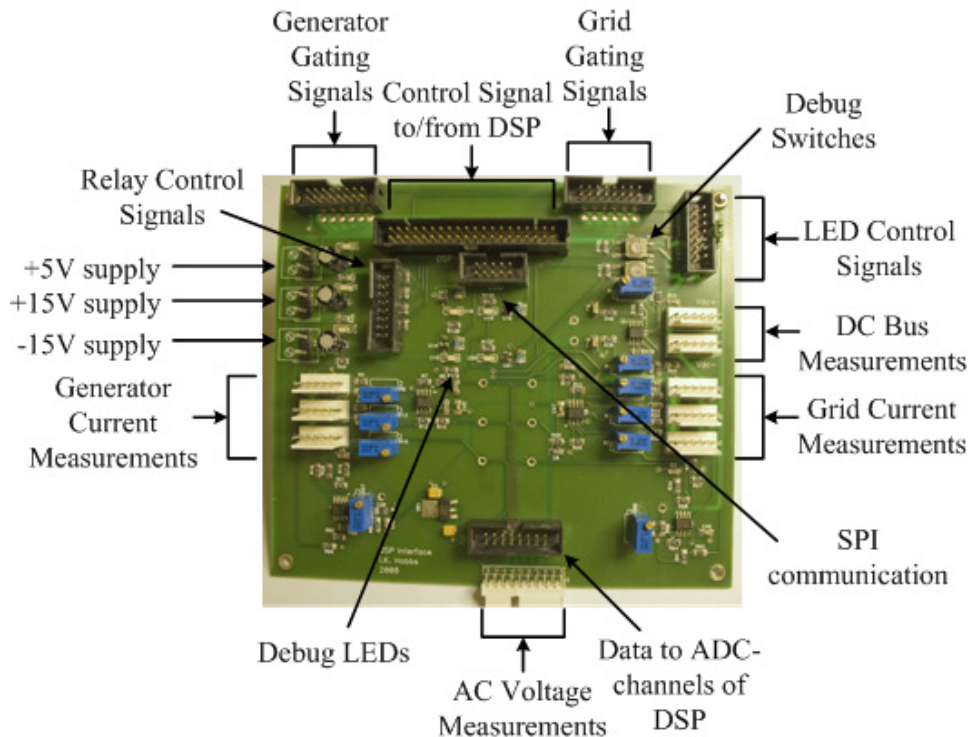 Generator
Gating
Signals
Grid
Gating
Signals
Control Signal
to/from DSP
Debug
Switches
Relay Control
Signals
LED Control
Signals
+5V supply
+15V supply
-15V supply
DC Bus
Measurements
Generator
Current
Measurements
Grid Current
Measurements
DSP Interface
I.K. Hobbs
2008
SPI
communication
Debug LEDs
AC Voltage
Measurements
Data to ADC-
channels of
DSP